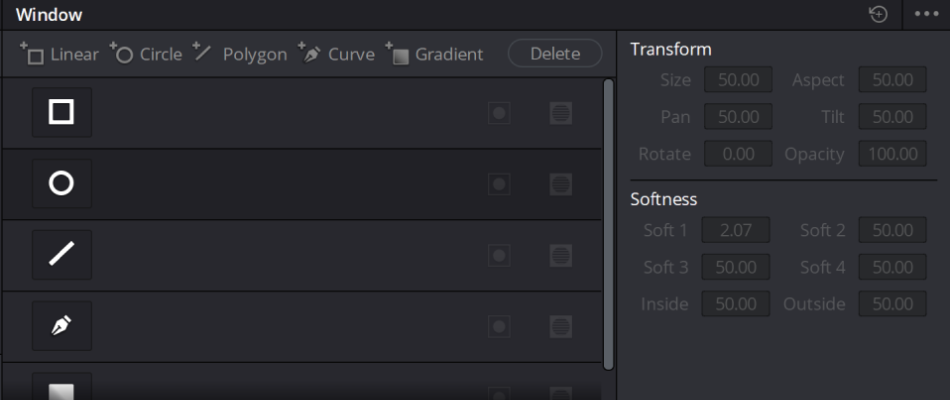 Window
Linear Circle Polygon Curve Gradient Delete
Transform
Size 50.00 Aspect 50.00
Pan 50.00 Tilt 50.00
Rotate 0.00 Opacity 100.00
Softness
Soft 1 2.07 Soft 2 50.00
Soft 3 50.00 Soft 4 50.00
Inside 50.00 Outside 50.00